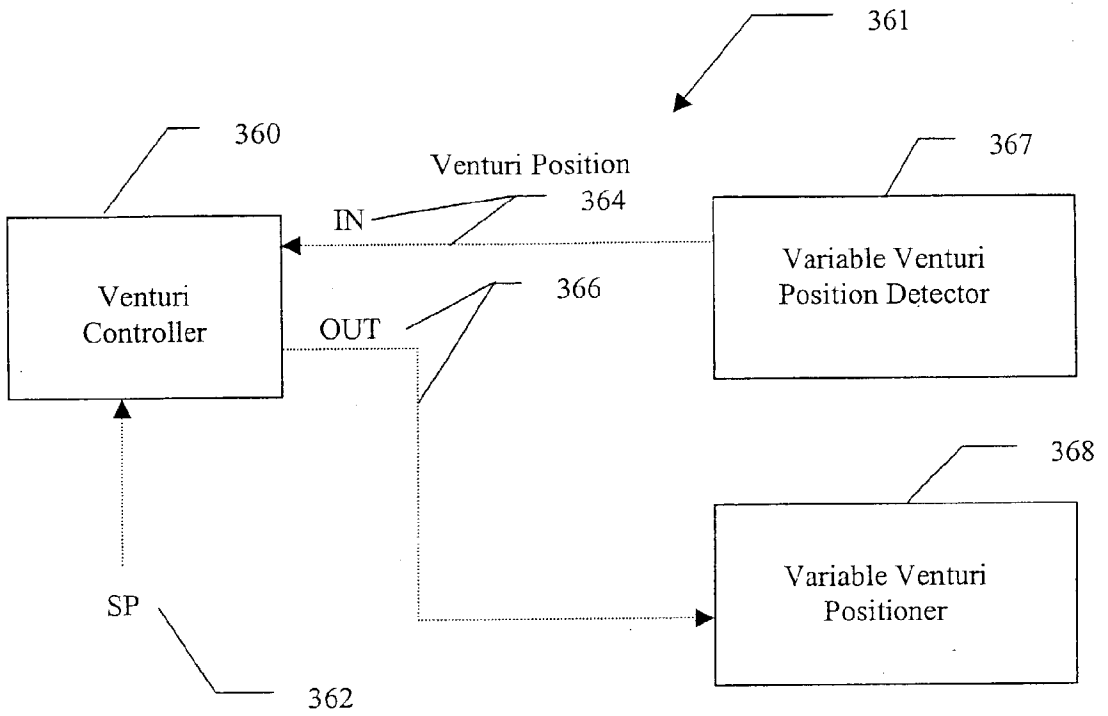 361
360
367
Venturi Position
364
IN
Variable Venturi
Position Detector
Venturi
Controller
366
OUT
368
Variable Venturi
Positioner
SP
362